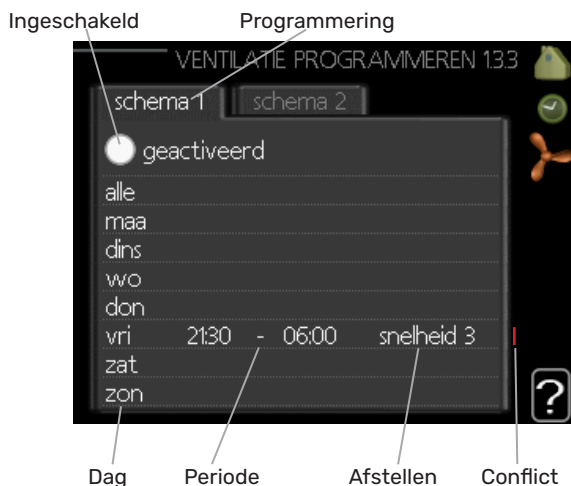 Ingeschakeld Programmering
VENTILATIE PROGRAMMEREN 1.3.3
schema 1 schema 2
geactiveerd
alle
maa
dins
wo
don
vri 21:30 - 06:00 snelheid 3
zat
zon
?
Dag Periode Afstellen Conflict